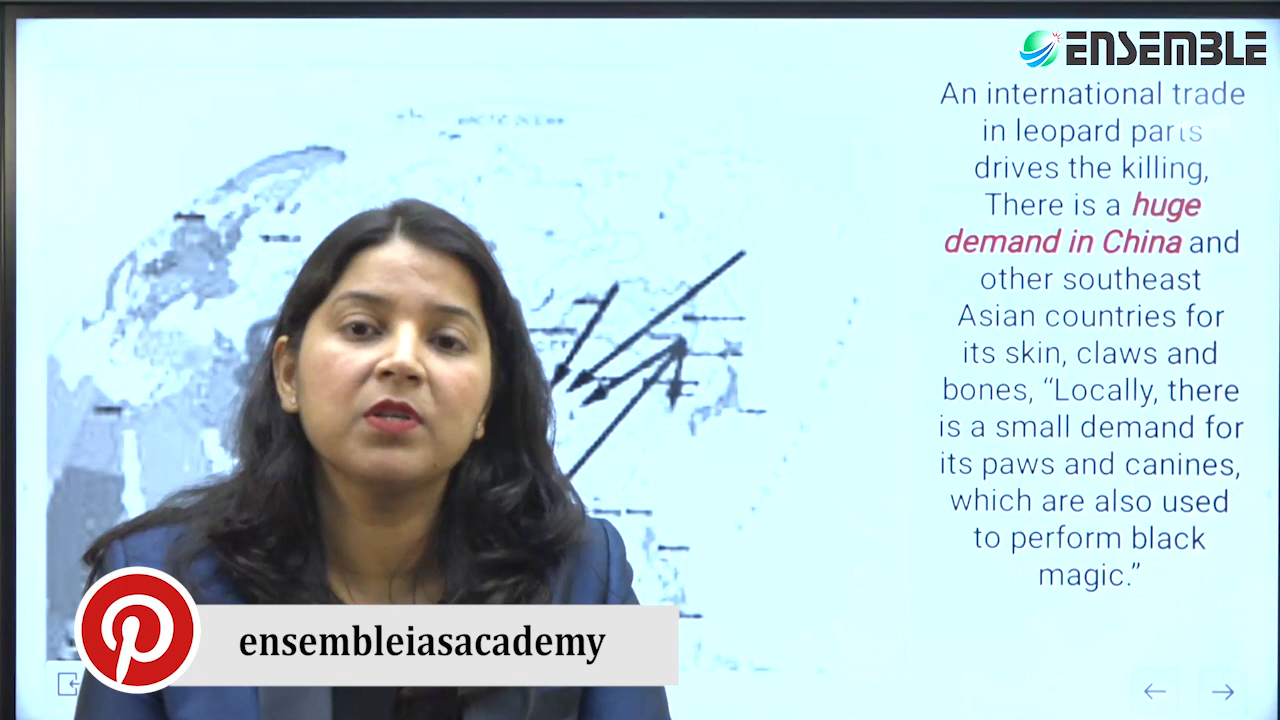 ENSEMBLE
An international trade
in leopard parts
drives the killing,
There is a huge
demand in China and
other southeast
Asian countries for
its skin, claws and
bones, “Locally, there
is a small demand for
its paws and canines,
which are also used
to perform black
magic.”
ARCTIC OCEAN
ensembleiasacademy